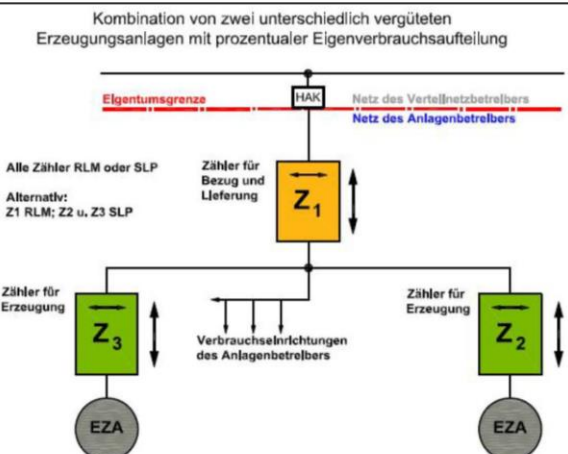 Kombination von zwei unterschiedlich vergüteten
Erzeugungsanlagen mit prozentualer Eigenverbrauchsaufteilung
HAK
Eigentumsgrenze
Netz des Verteilnetzbetreibers
Netz des Anlagenbetreibers
Alle Zähler RLM oder SLP
Alternativ:
Z1 RLM; Z2 u. Z3 SLP
Zähler für
Bezug und
Lieferung
Z1
Zähler für
Erzeugung
Z3
Verbrauchseinrichtungen
des Anlagenbetreibers
Zähler für
Erzeugung
Z2
EZA
EZA